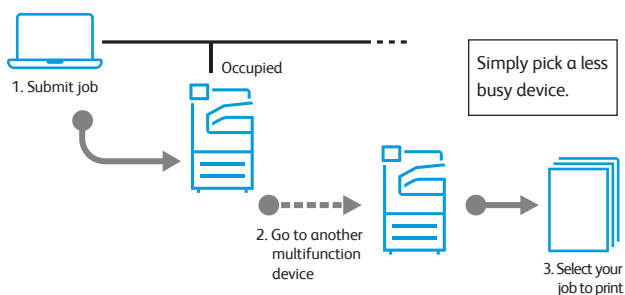 1. Submit job
Occupied
Simply pick a less
busy device.
2. Go to another
multifunction
device
3. Select your
job to print